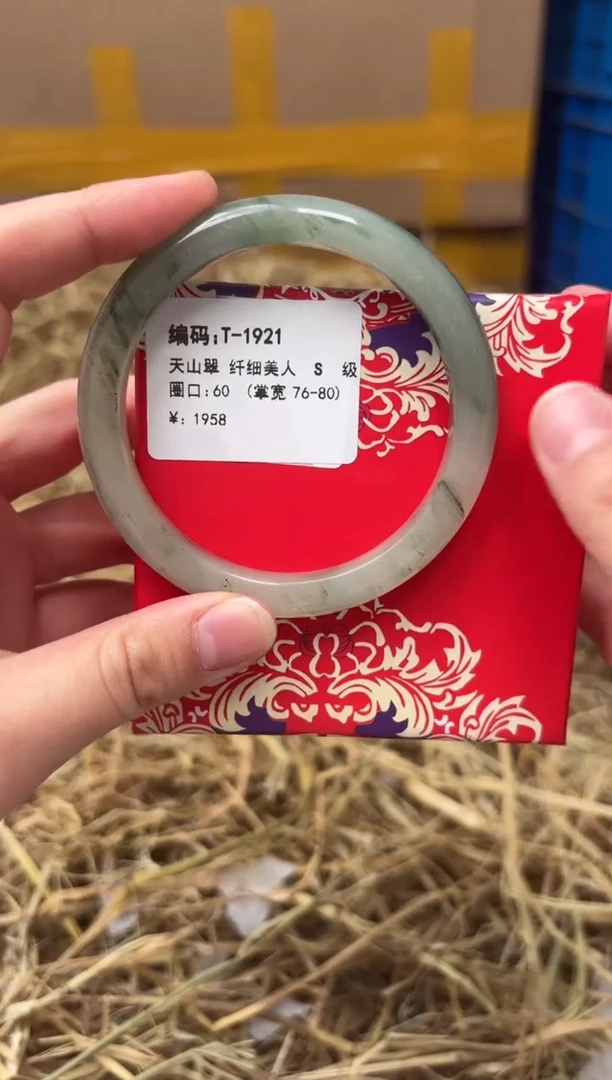 编码:T-1921
天山翠 纤细美人 S 级
圈口:60 (掌宽 76-80)
¥: 1958